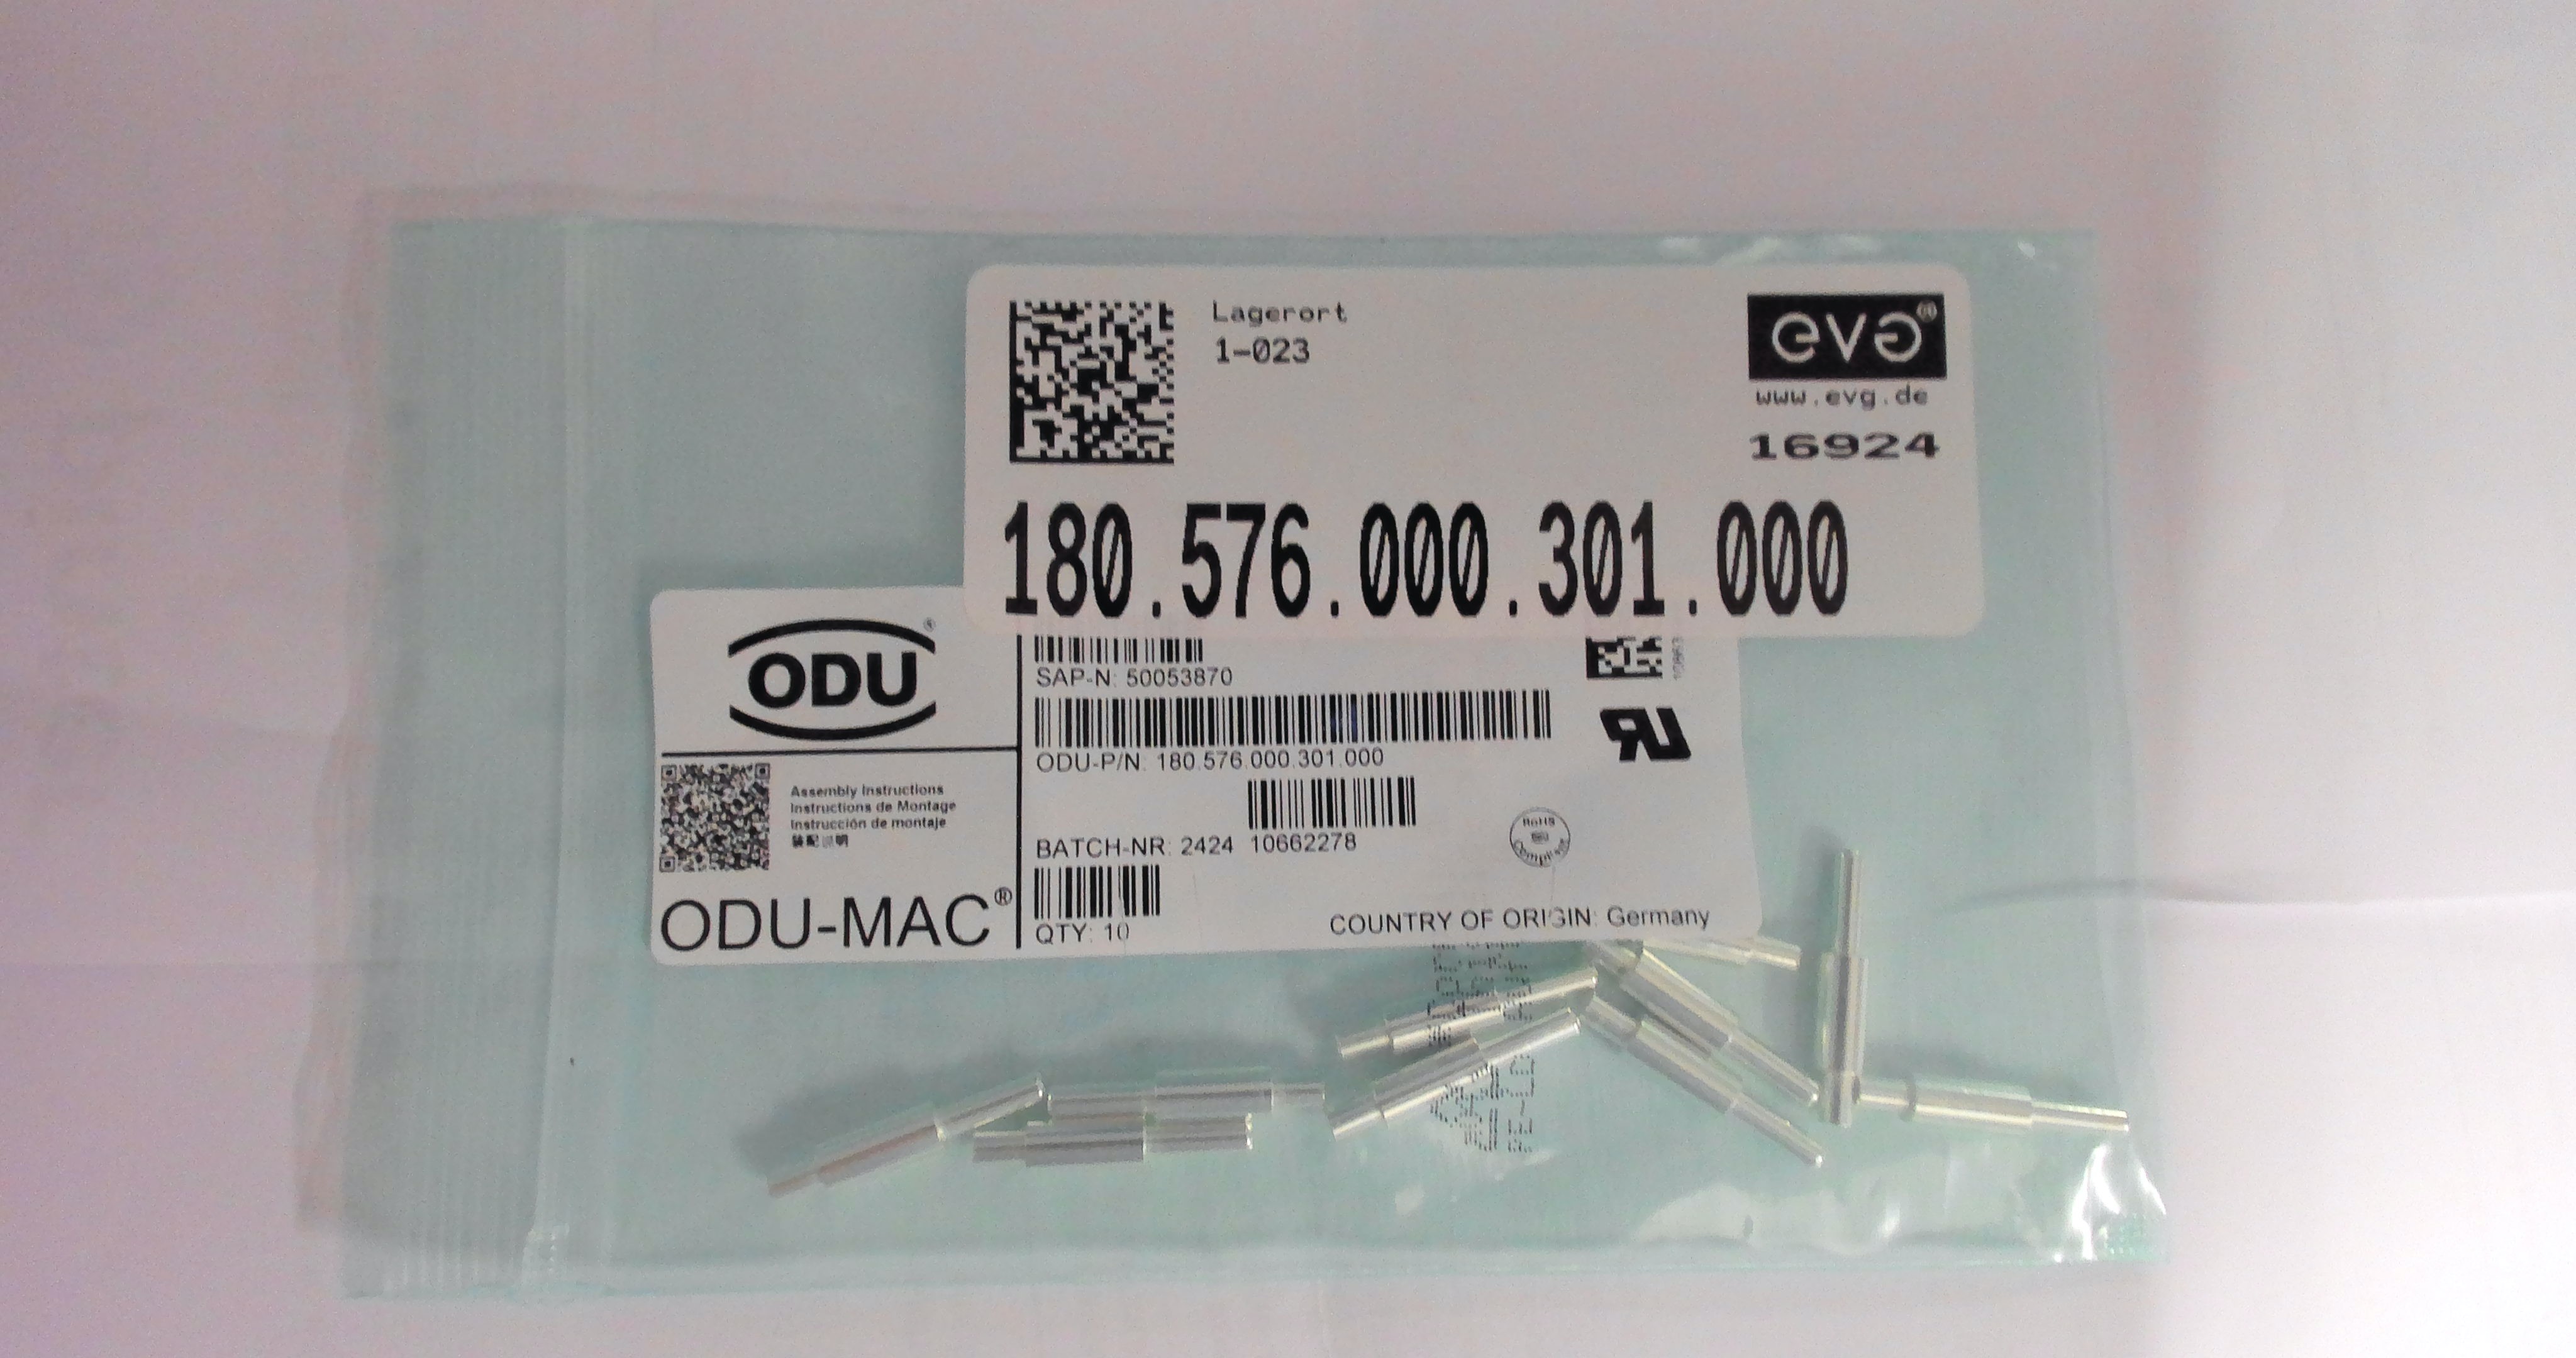 Lagerort
1-023
evg®
www.evg.de
16924
180.576.000.301.000
ODU®
SAP-N: 50053870
ODU-P/N: 180.576.000.301.000
Assembly Instructions
Instructions de Montage
Instrucción de montaje
BATCH-NR: 2424 10662278
RoHS
Compliant
ODU-MAC®
QTY: 10
COUNTRY OF ORIGIN: Germany